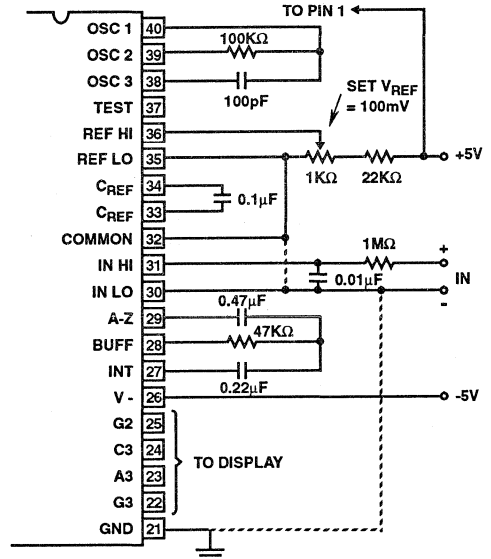 TO PIN 1
OSC 1 40
100KΩ
OSC 2 39
OSC 3 38
100pF
SET VREF
= 100mV
TEST 37
REF HI 36
REF LO 35
+5V
1KΩ 22KΩ
CREF 34
0.1µF
CREF 33
COMMON 32
1MΩ
+
IN HI 31
0.01µF
IN
IN LO 30
-
0.47µF
A-Z 29
47KΩ
BUFF 28
INT 27
0.22µF
V - 26
-5V
G2 25
C3 24
TO DISPLAY
A3 23
G3 22
GND 21